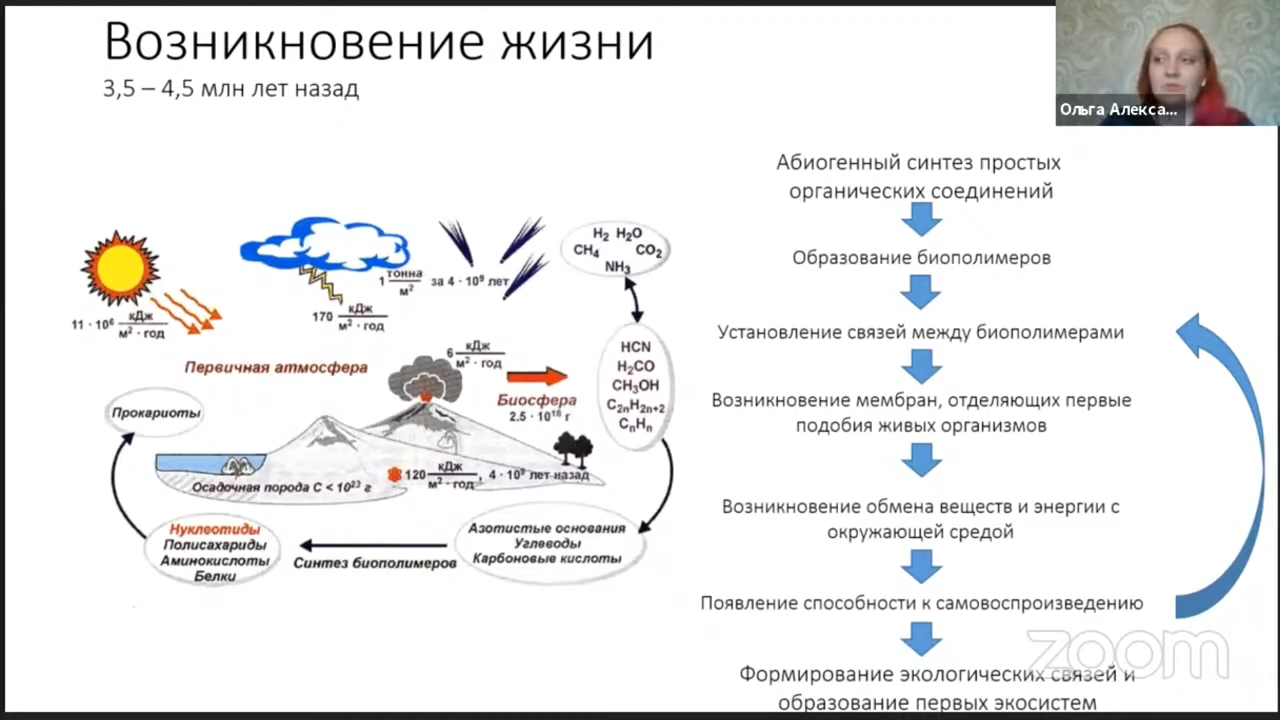 Возникновение жизни
3,5 – 4,5 млн лет назад
Ольга Алекса...
Абиогенный синтез простых
органических соединений
Образование биополимеров
Установление связей между биополимерами
Возникновение мембран, отделяющих первые
подобия живых организмов
Возникновение обмена веществ и энергии с
окружающей средой
Появление способности к самовоспроизведению
Формирование экологических связей и
образование первых экосистем
11 · 10⁶ кДж / м² · год
170 кДж / м² · год
1 тонна / м² за 4 · 10⁹ лет
H₂ H₂O
CH₄ CO₂
NH₃
6 кДж / м² · год
HCN
H₂CO
CH₃OH
C₂ₙH₂ₙ₊₂
CₙHₙ
Первичная атмосфера
Биосфера
2.5 · 10¹⁸ г
Прокариоты
120 кДж / м² · год, 4 · 10⁹ лет назад
Осадочная порода C < 10²³ г
Нуклеотиды
Полисахариды
Аминокислоты
Белки
Синтез биополимеров
Азотистые основания
Углеводы
Карбоновые кислоты
zoom